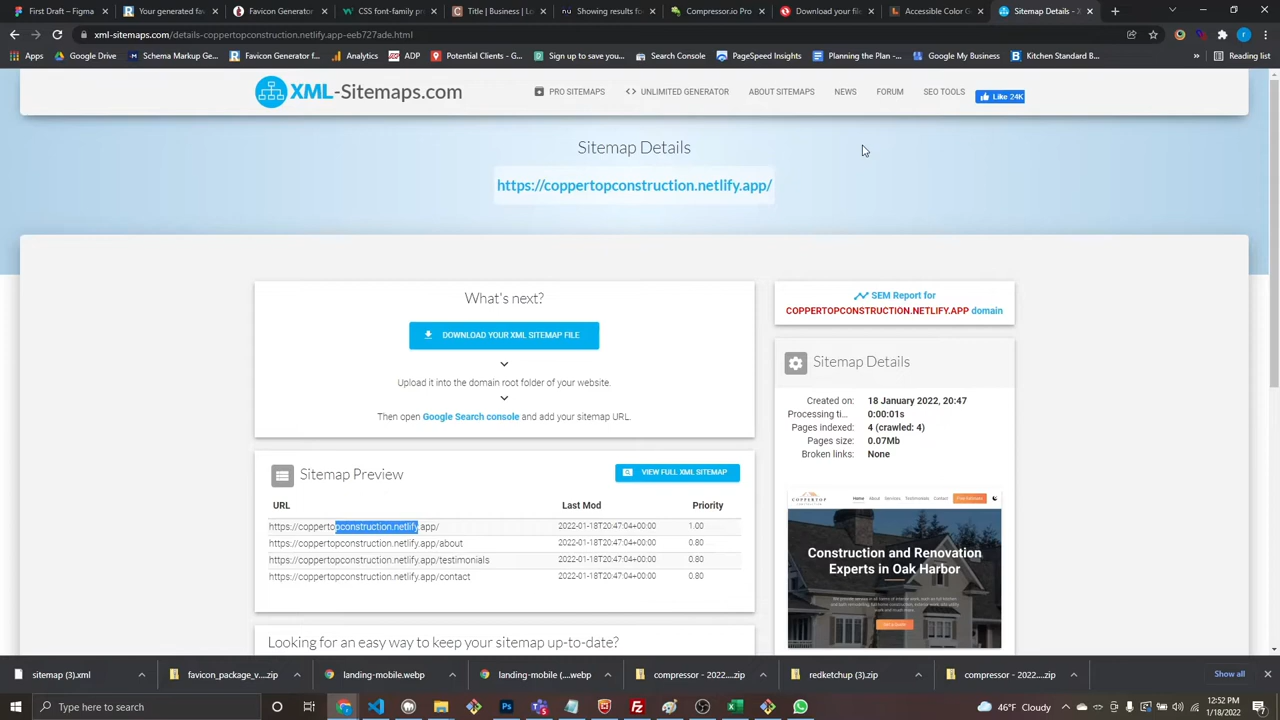 Figma
Free Favicon Generator
Favicon Generator
CSS font-family pr
Title | Business | Lo
Showing results fo
Compressor.io Pro
Download your fav
Accessible Color G
Sitemap Details -
xml-sitemaps.com/details-coppertopconstruction.netlify.app-eeb727ade.html
Apps
Google Drive
Schema Markup Ge...
Favicon Generator
Analytics
ADP
Potential Clients -...
Sign up to save you...
Search Console
PageSpeed Insights
Planning the Plan -...
Google My Business
Kitchen Standard B...
Reading list
XML-Sitemaps.com
PRO SITEMAPS
UNLIMITED GENERATOR
ABOUT SITEMAPS
NEWS
FORUM
SEO TOOLS
Like 24K
Sitemap Details
https://coppertopconstruction.netlify.app/
What's next?
DOWNLOAD YOUR XML SITEMAP FILE
Upload it into the domain root folder of your website.
Then open Google Search console and add your sitemap URL.
SEM Report for
COPPERTOPCONSTRUCTION.NETLIFY.APP domain
Sitemap Details
Created on: 18 January 2022, 20:47
Processing ti... 0:00:01s
Pages indexed: 4 (crawled: 4)
Pages size: 0.07Mb
Broken links: None
Sitemap Preview
VIEW FULL XML SITEMAP
URL Last Mod Priority
https://coppertopconstruction.netlify.app/ 2022-01-18T20:47:04+00:00 1.00
https://coppertopconstruction.netlify.app/about 2022-01-18T20:47:04+00:00 0.80
https://coppertopconstruction.netlify.app/testimonials 2022-01-18T20:47:04+00:00 0.80
https://coppertopconstruction.netlify.app/contact 2022-01-18T20:47:04+00:00 0.80
COPPERTOP
Home About Services Testimonials Contact
Construction and Renovation
Experts in Oak Harbor
Get a Quote
Looking for an easy way to keep your sitemap up-to-date?
sitemap (3).xml
favicon_package_v....zip
landing-mobile.webp
landing-mobile (....webp
compressor - 2022....zip
redketchup (3).zip
compressor - 2022....zip
Show all
Type here to search
46°F Cloudy
12:52 PM
1/18/2022